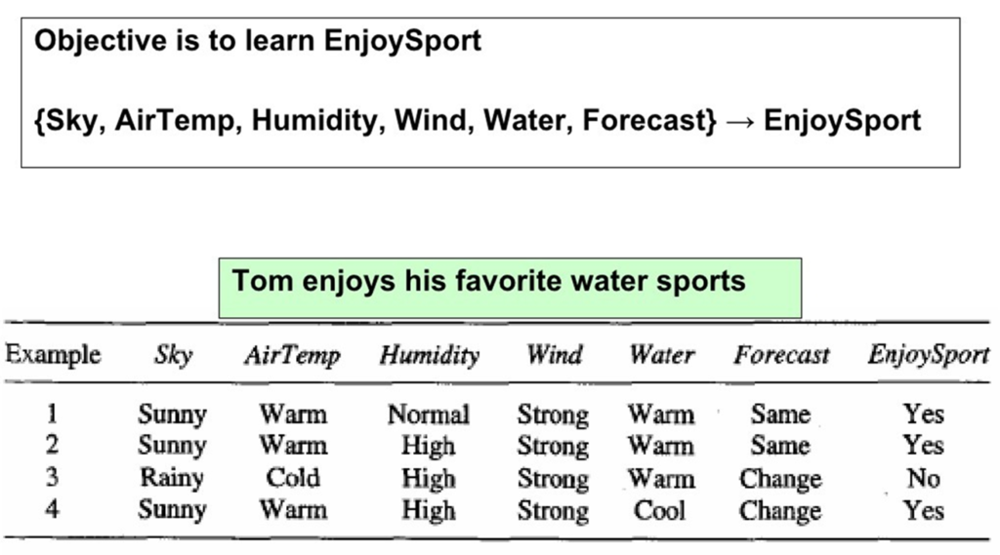 Objective is to learn EnjoySport
{Sky, AirTemp, Humidity, Wind, Water, Forecast} → EnjoySport
Tom enjoys his favorite water sports
Example Sky AirTemp Humidity Wind Water Forecast EnjoySport
1 Sunny Warm Normal Strong Warm Same Yes
2 Sunny Warm High Strong Warm Same Yes
3 Rainy Cold High Strong Warm Change No
4 Sunny Warm High Strong Cool Change Yes